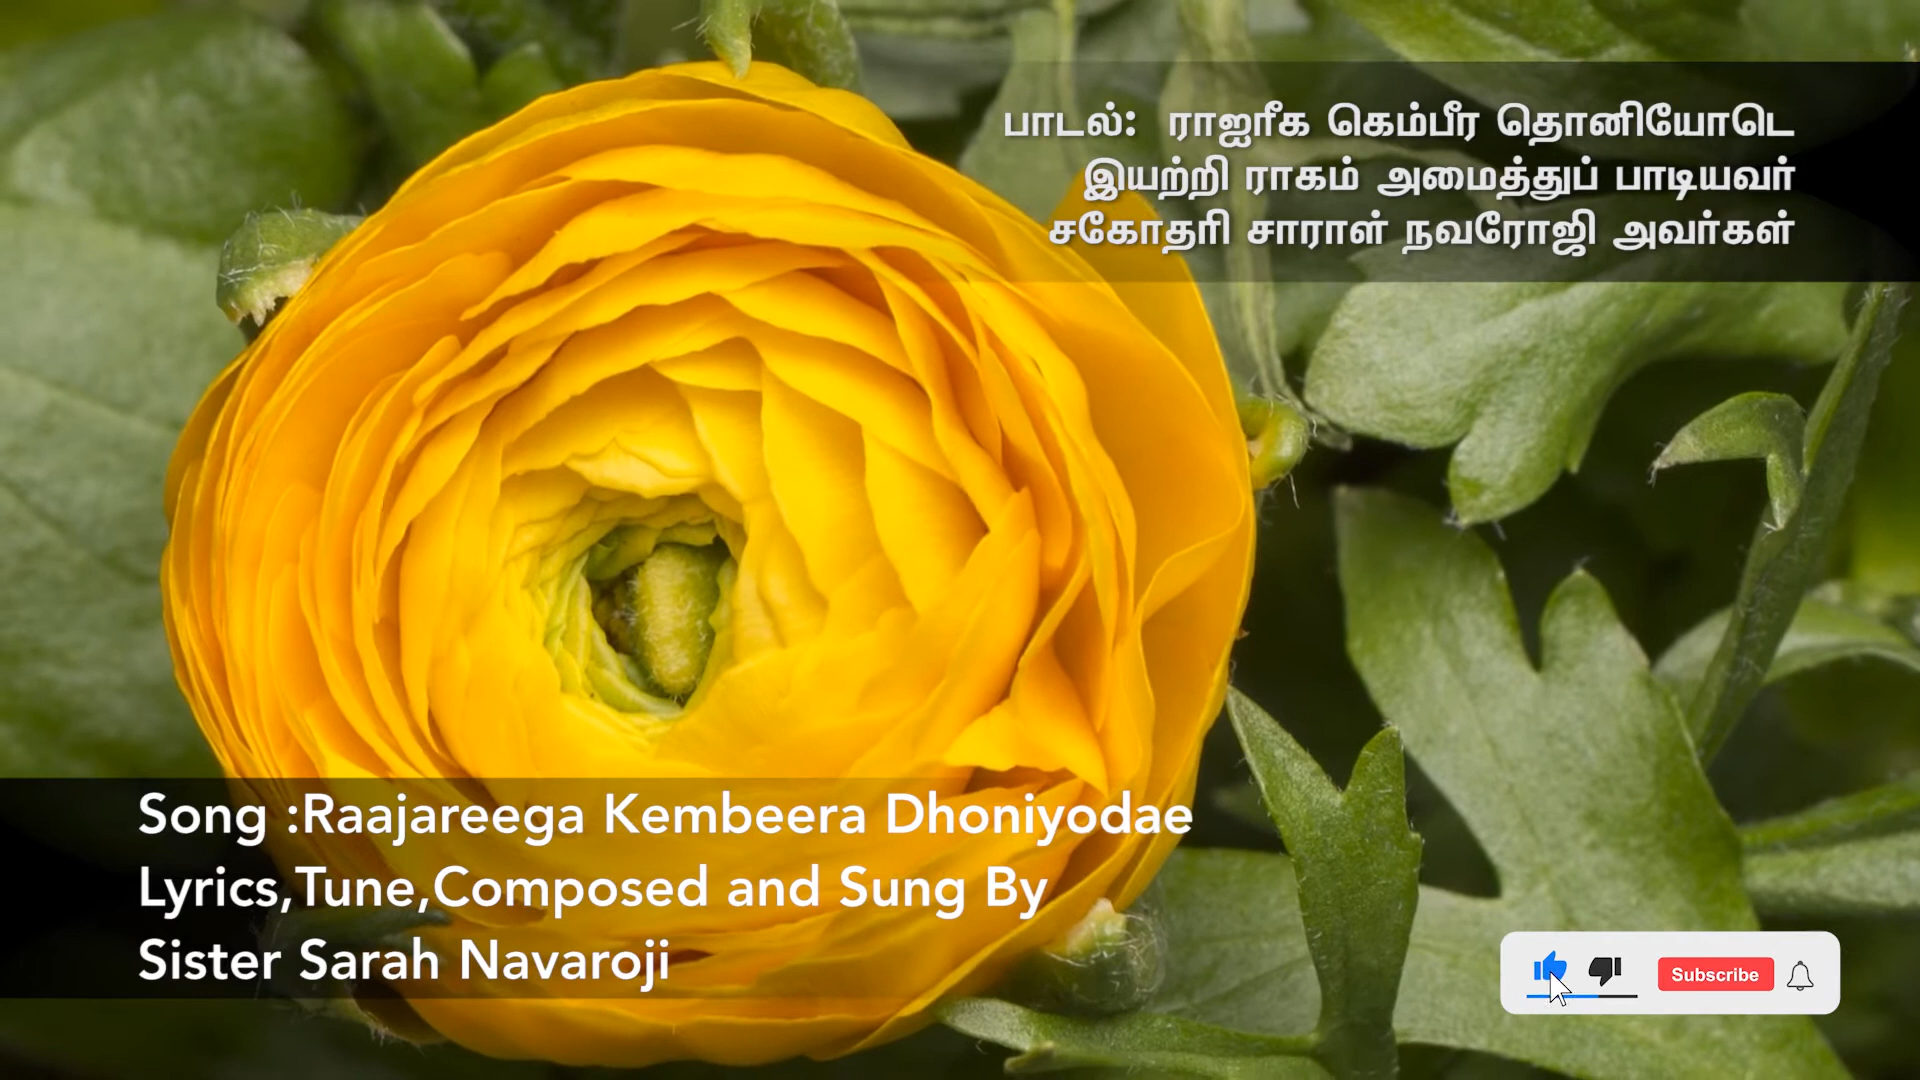 பாடல்: ராஜரீக கெம்பீர தொனியோடெ
இயற்றி ராகம் அமைத்துப் பாடியவர்
சகோதரி சாராள் நவரோஜி அவர்கள்
Song :Raajareega Kembeera Dhoniyodae
Lyrics,Tune,Composed and Sung By
Sister Sarah Navaroji
Subscribe